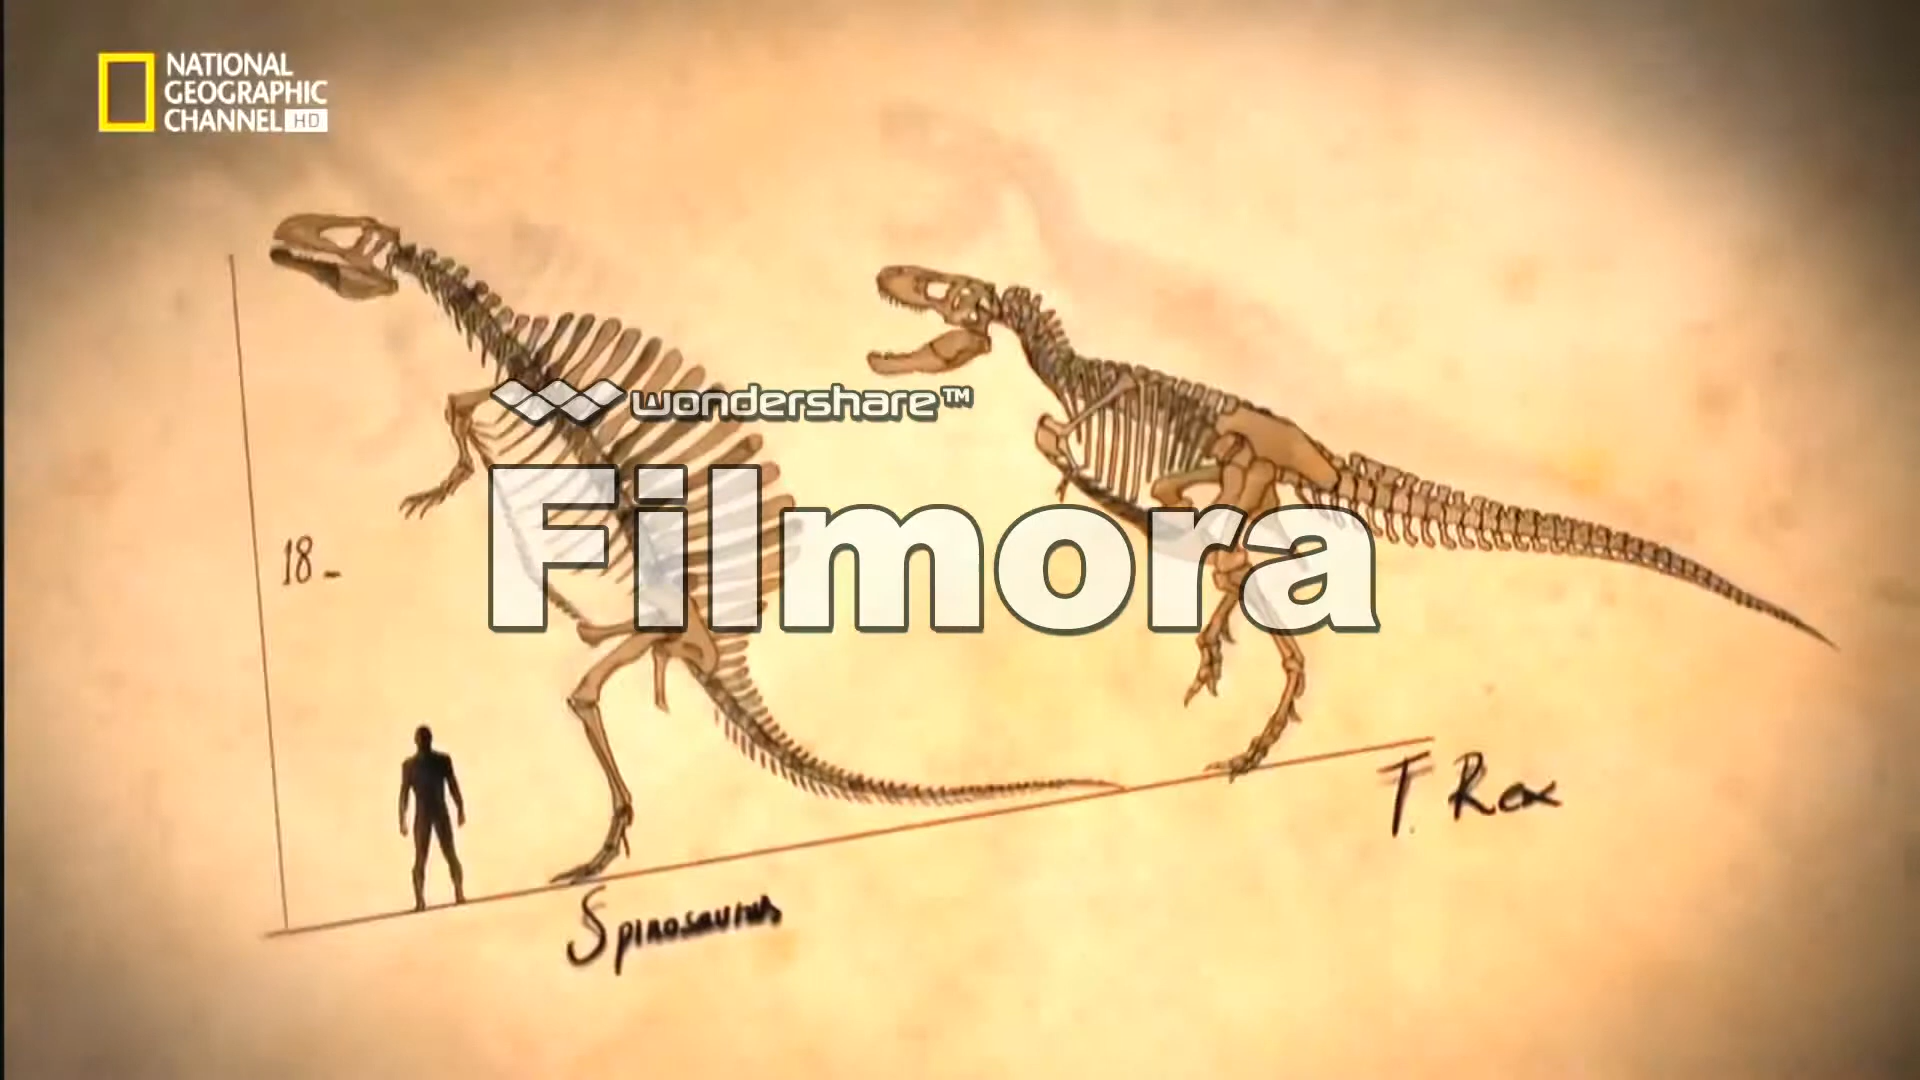 NATIONAL
GEOGRAPHIC
CHANNEL HD
wondershare™
Filmora
18-
Spinosaurus
T. Rex